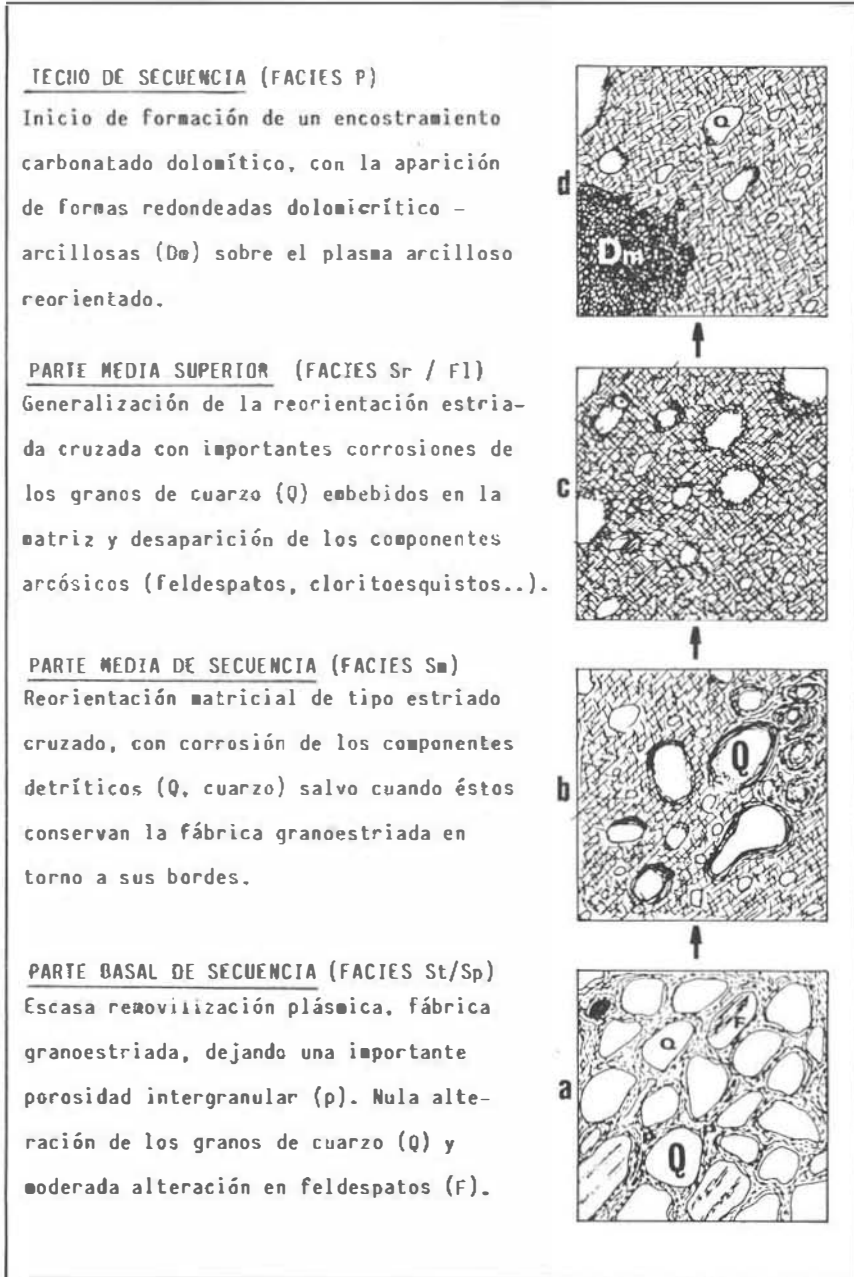 TECHO DE SECUENCIA (FACIES P)
Inicio de formación de un encostramiento
carbonatado dolomítico, con la aparición
de formas redondeadas dolomicrítico –
arcillosas (Dm) sobre el plasma arcilloso
reorientado.
d
Q
Dm
PARTE MEDIA SUPERIOR (FACIES Sr / Fl)
Generalización de la reorientación estria-
da cruzada con importantes corrosiones de
los granos de cuarzo (Q) embebidos en la
matriz y desaparición de los componentes
arcósicos (feldespatos, cloritoesquistos..).
c
PARTE MEDIA DE SECUENCIA (FACIES Sm)
Reorientación matricial de tipo estriado
cruzado, con corrosión de los componentes
detríticos (Q, cuarzo) salvo cuando éstos
conservan la fábrica granoestriada en
torno a sus bordes.
b
Q
PARTE BASAL DE SECUENCIA (FACIES St/Sp)
Escasa removilización plásmica, fábrica
granoestriada, dejando una importante
porosidad intergranular (p). Nula alte-
ración de los granos de cuarzo (Q) y
moderada alteración en feldespatos (F).
a
Q
F
p
p
Q